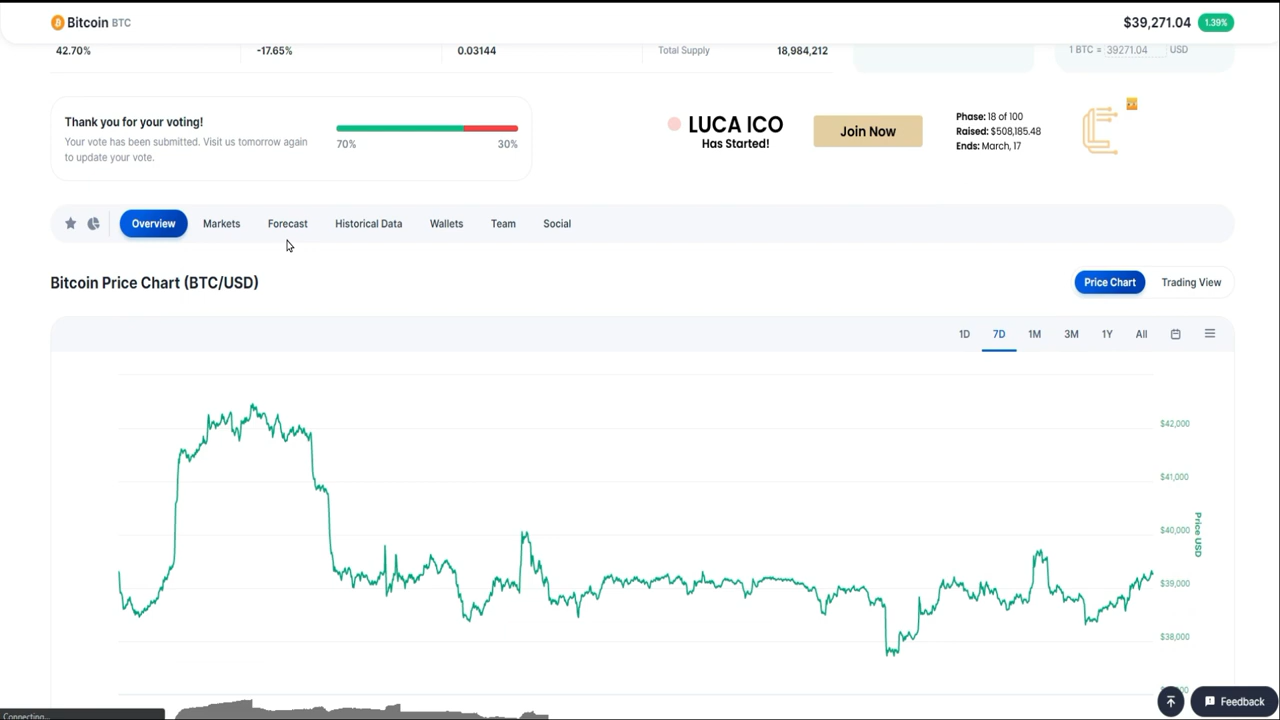 Bitcoin BTC
$39,271.04 1.39%
42.70% -17.65% 0.03144 Total Supply 18,984,212 1 BTC = 39271.04 USD
Thank you for your voting!
Your vote has been submitted. Visit us tomorrow again
to update your vote.
70% 30%
LUCA ICO
Has Started!
Join Now
Phase: 18 of 100
Raised: $508,185.48
Ends: March, 17
Overview Markets Forecast Historical Data Wallets Team Social
Bitcoin Price Chart (BTC/USD)
Price Chart Trading View
1D 7D 1M 3M 1Y All
$42,000
$41,000
$40,000
$39,000
$38,000
Price USD
Feedback
Connecting...